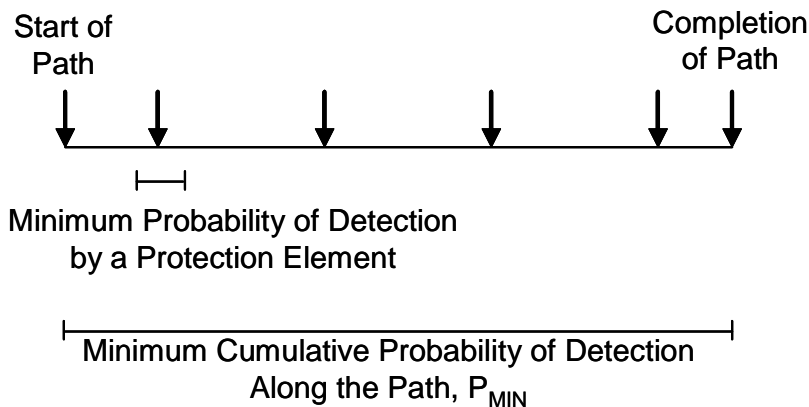 Start of
Path
Completion
of Path
Minimum Probability of Detection
by a Protection Element
Minimum Cumulative Probability of Detection
Along the Path, P_MIN